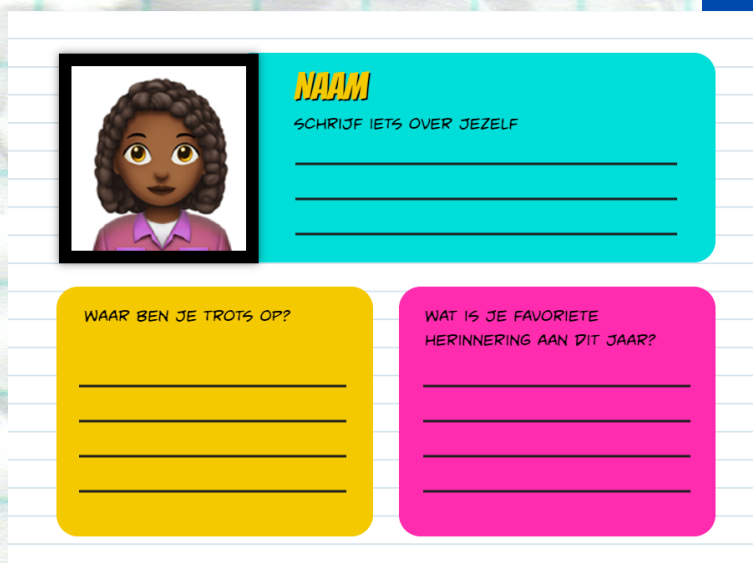 NAAM
SCHRIJF IETS OVER JEZELF
WAAR BEN JE TROTS OP?
WAT IS JE FAVORIETE
HERINNERING AAN DIT JAAR?